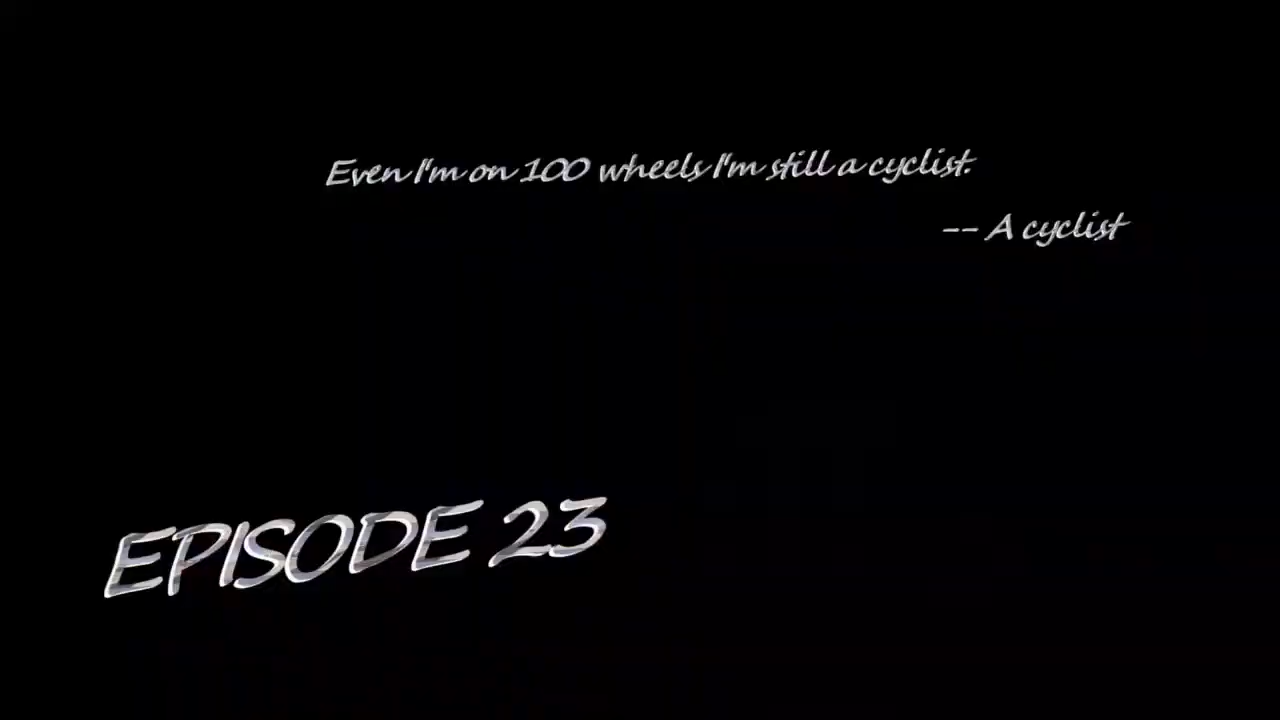 Even I'm on 100 wheels I'm still a cyclist.
-- A cyclist
EPISODE 23